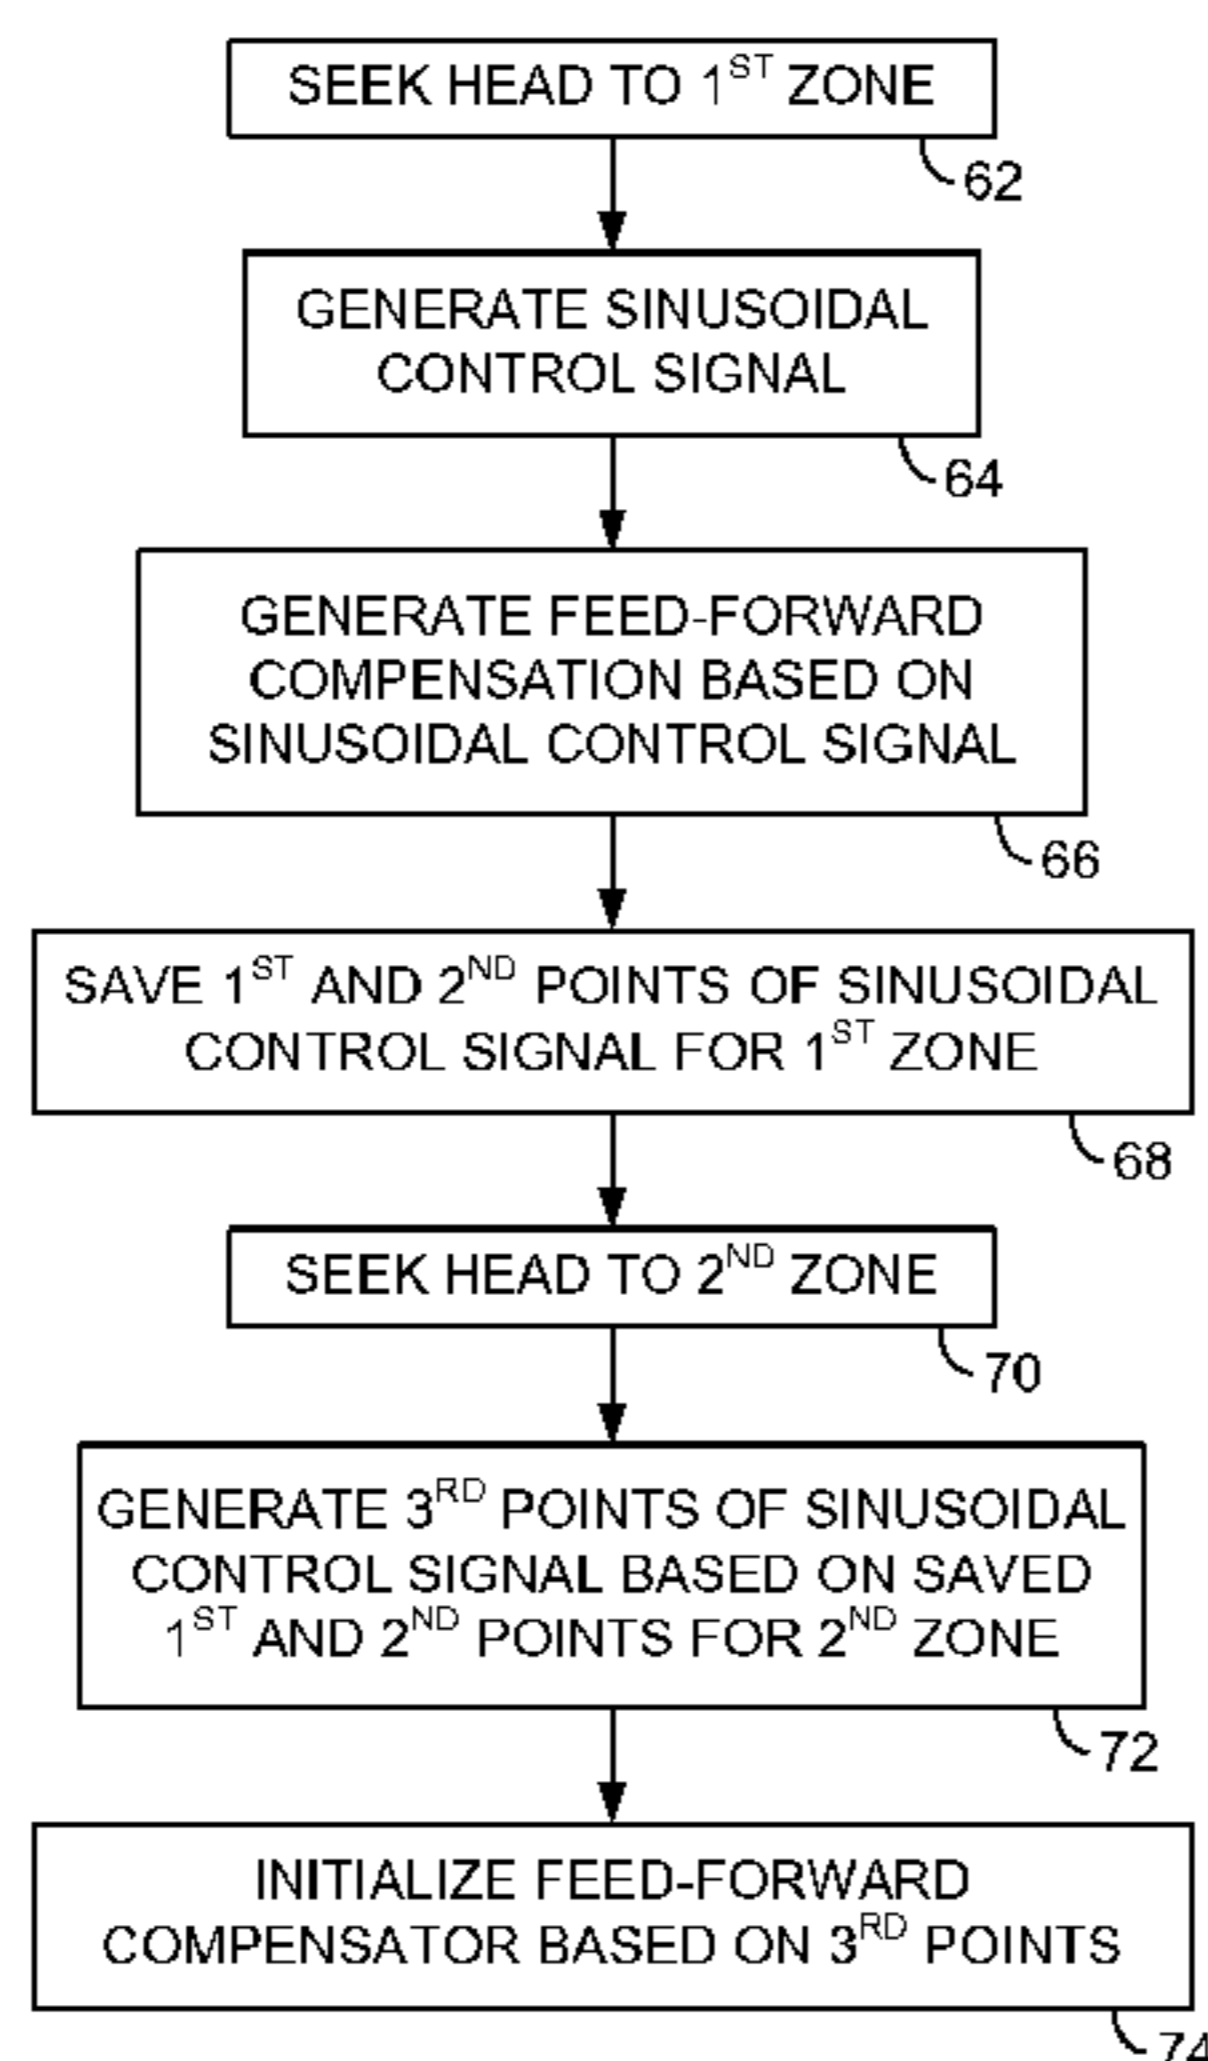 SEEK HEAD TO 1ST ZONE
62
GENERATE SINUSOIDAL
CONTROL SIGNAL
64
GENERATE FEED-FORWARD
COMPENSATION BASED ON
SINUSOIDAL CONTROL SIGNAL
66
SAVE 1ST AND 2ND POINTS OF SINUSOIDAL
CONTROL SIGNAL FOR 1ST ZONE
68
SEEK HEAD TO 2ND ZONE
70
GENERATE 3RD POINTS OF SINUSOIDAL
CONTROL SIGNAL BASED ON SAVED
1ST AND 2ND POINTS FOR 2ND ZONE
72
INITIALIZE FEED-FORWARD
COMPENSATOR BASED ON 3RD POINTS
74